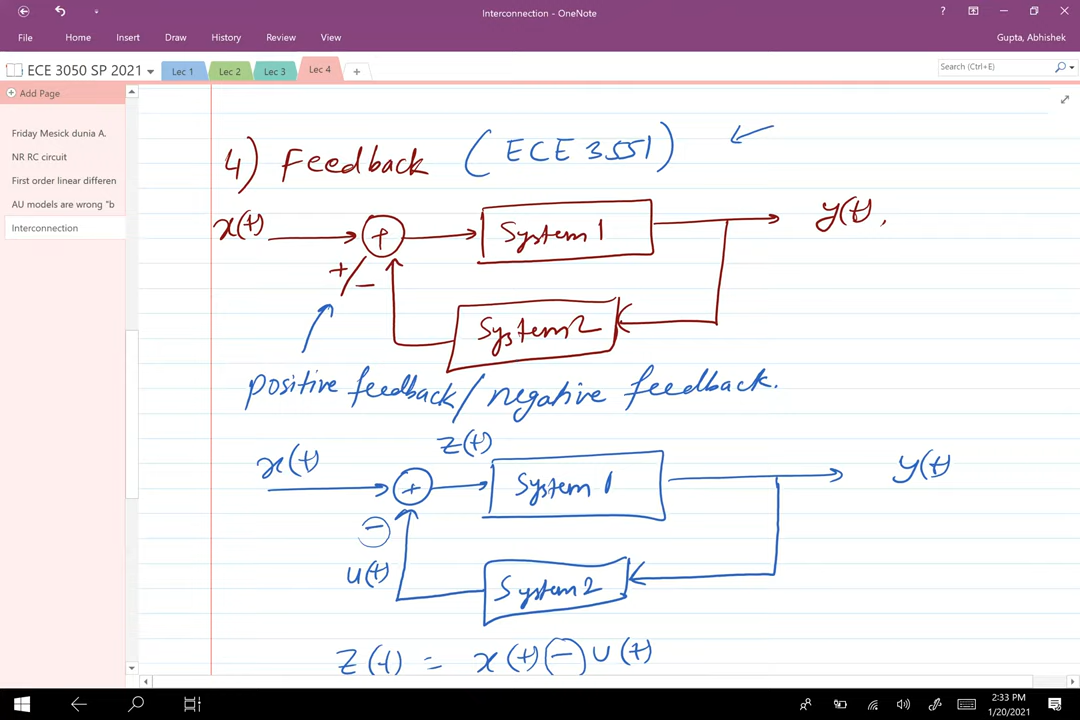 Interconnection - OneNote
File Home Insert Draw History Review View
Gupta, Abhishek
ECE 3050 SP 2021
Lec 1 Lec 2 Lec 3 Lec 4
Search (Ctrl+E)
Add Page
Friday Mesick dunia A.
NR RC circuit
First order linear differen
AU models are wrong "b
Interconnection
4) Feedback (ECE 3551)
x(t) + System 1 y(t),
+/-
System 2
positive feedback/negative feedback.
x(t) + z(t) System 1 y(t)
-
u(t) System 2
z(t) = x(t) - u(t)
2:33 PM
1/20/2021